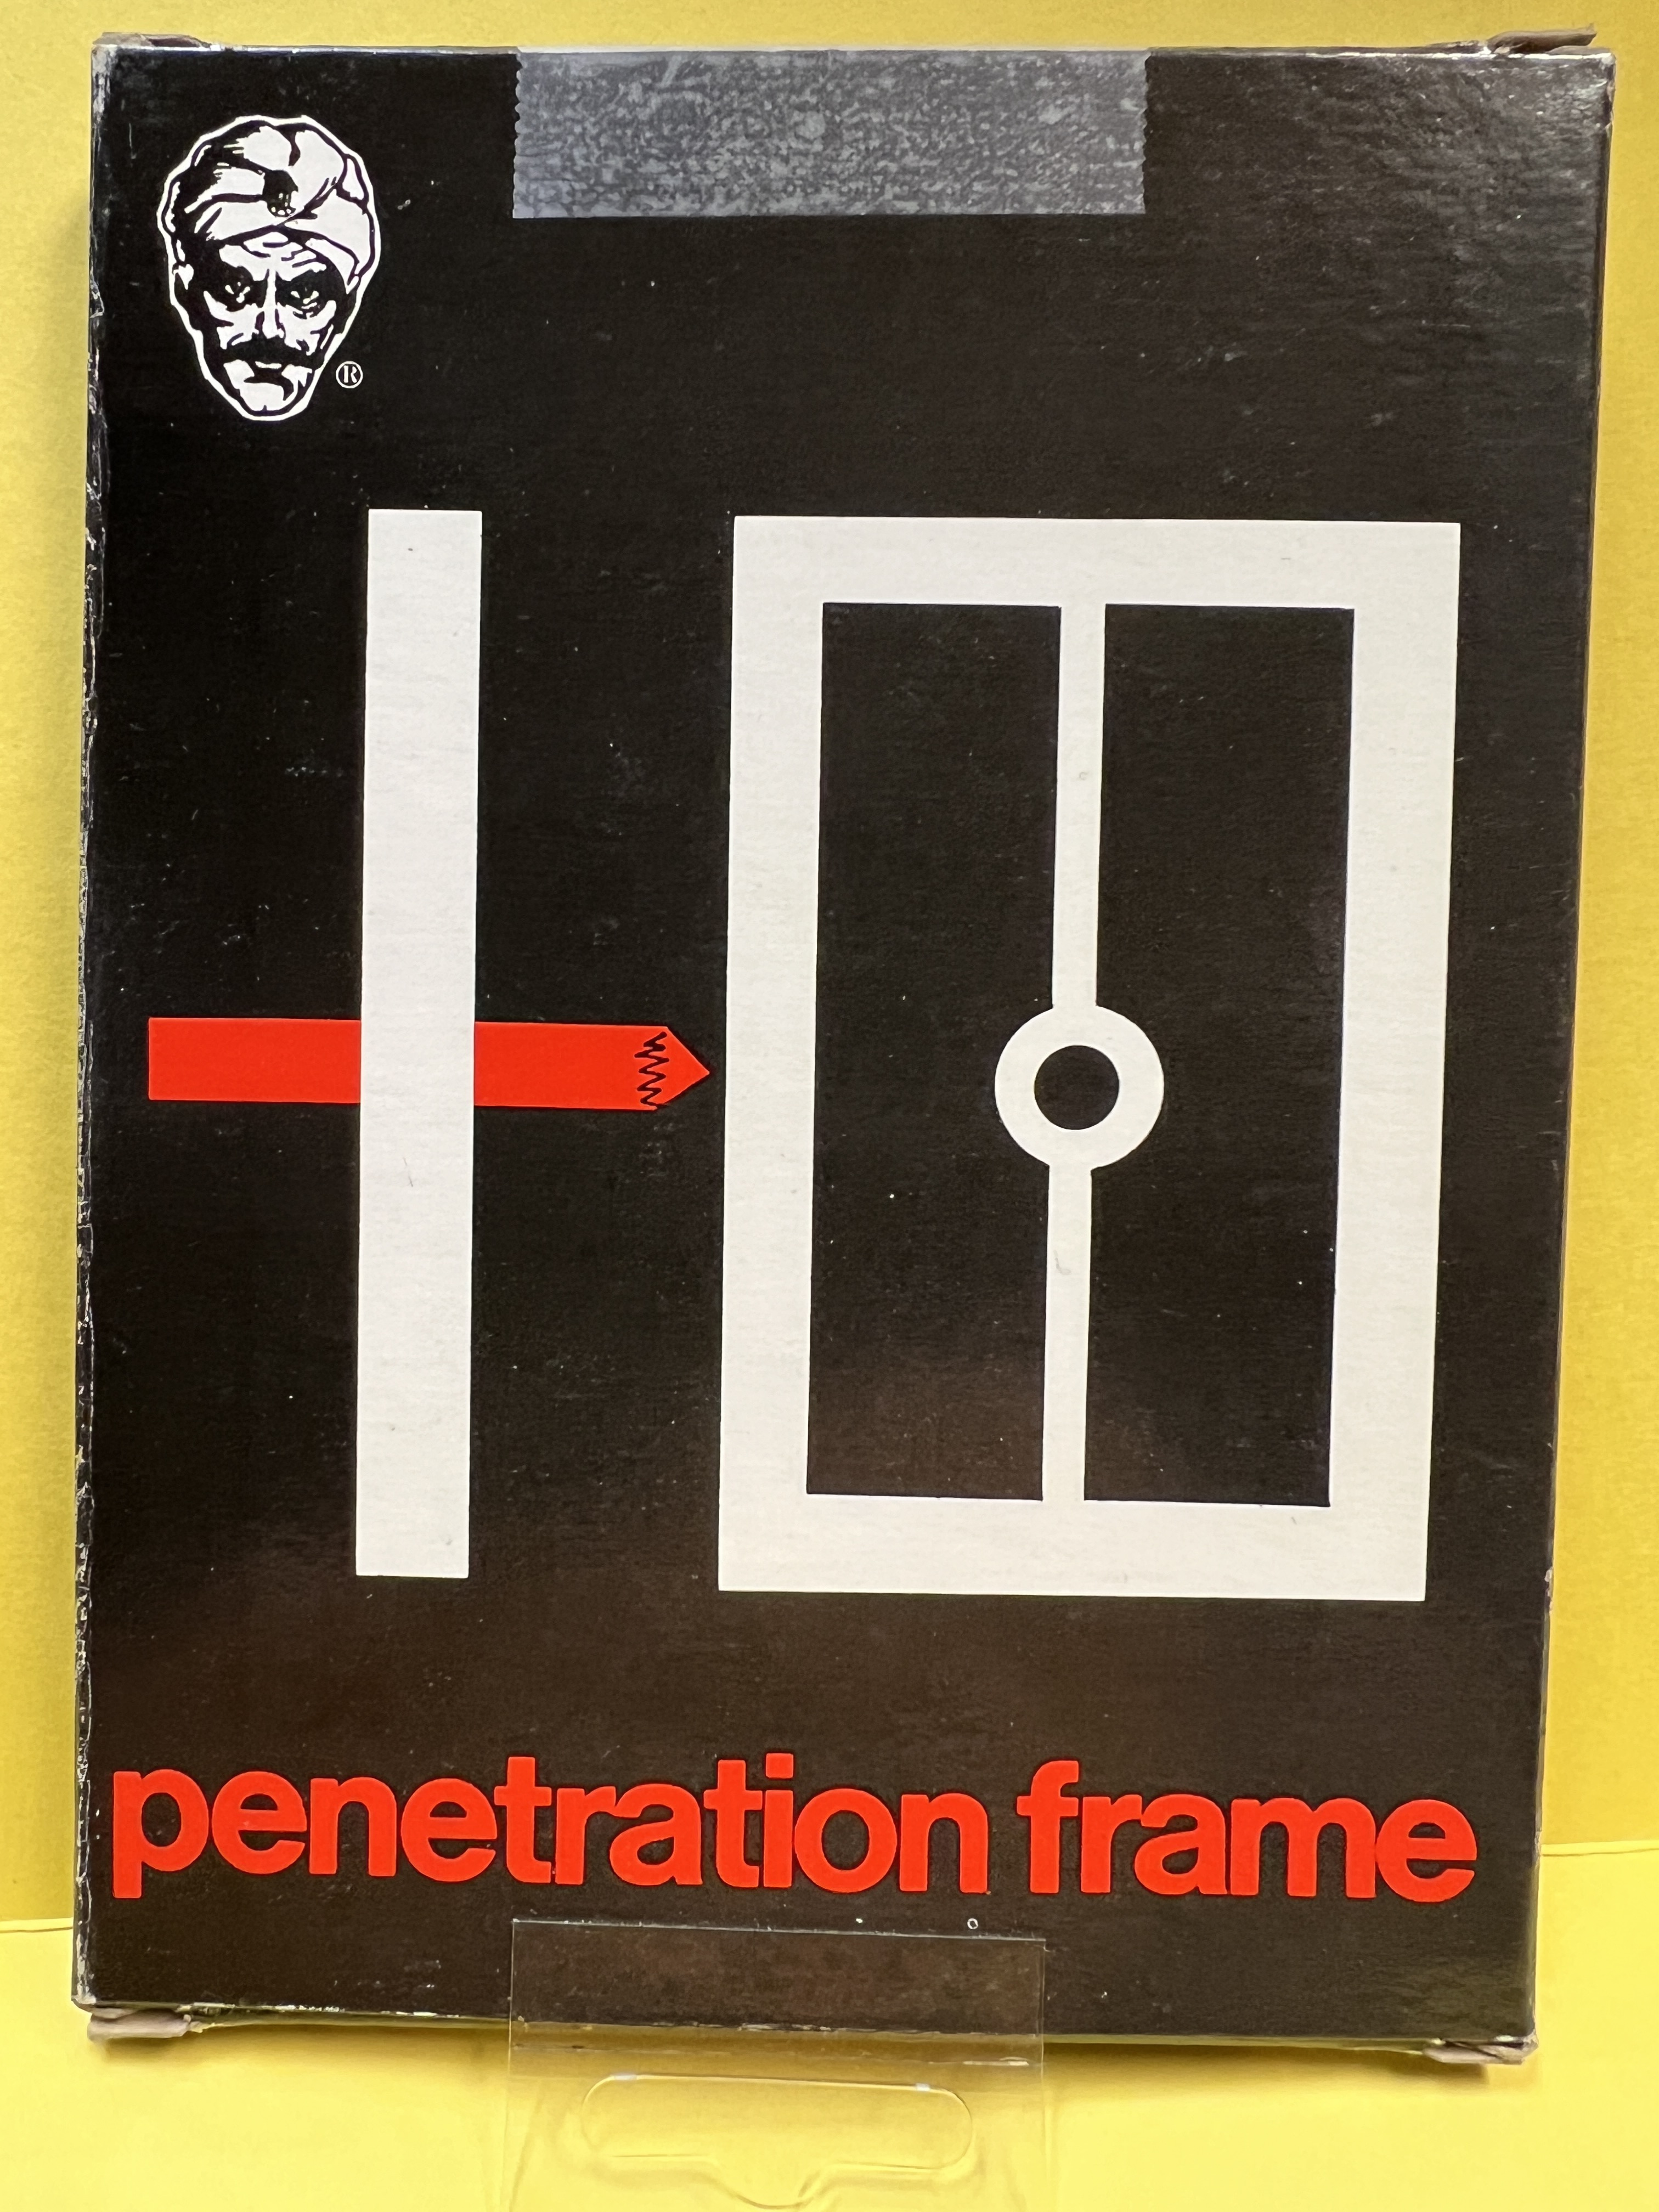 ®
penetration frame